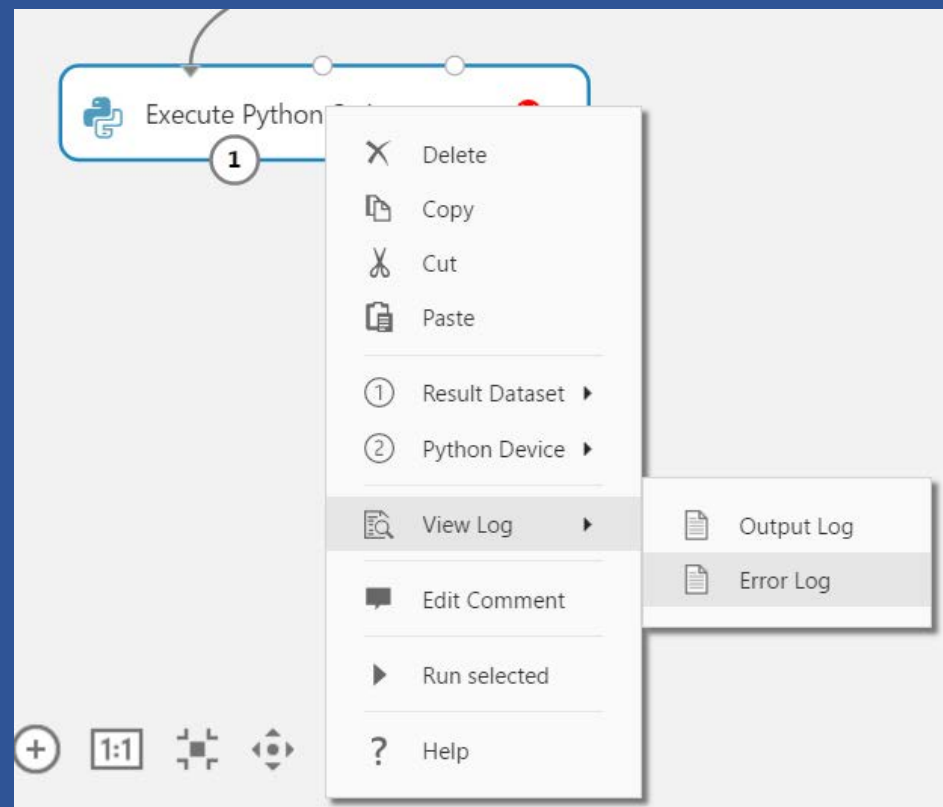 Execute Python
1
Delete
Copy
Cut
Paste
1 Result Dataset
2 Python Device
View Log
Output Log
Error Log
Edit Comment
Run selected
? Help
1:1